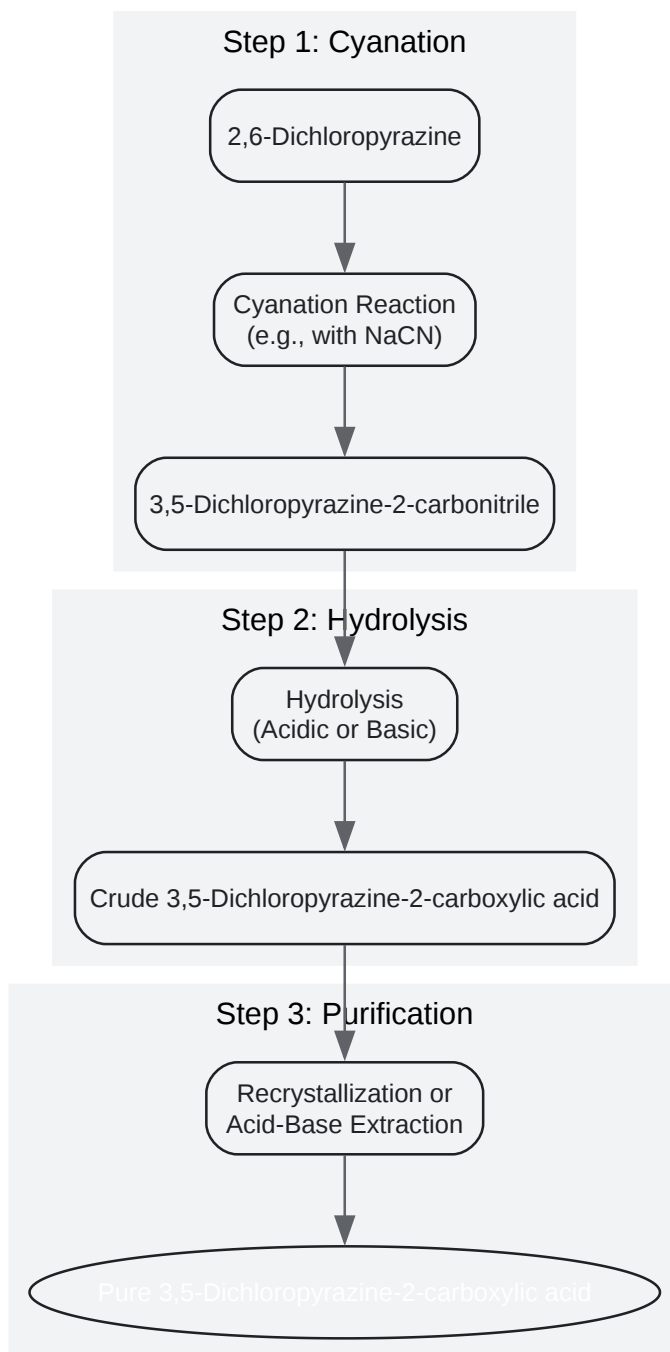 Step 1: Cyanation
2,6-Dichloropyrazine
Cyanation Reaction
(e.g., with NaCN)
3,5-Dichloropyrazine-2-carbonitrile
Step 2: Hydrolysis
Hydrolysis
(Acidic or Basic)
Crude 3,5-Dichloropyrazine-2-carboxylic acid
Step 3: Purification
Recrystallization or
Acid-Base Extraction
Pure 3,5-Dichloropyrazine-2-carboxylic acid